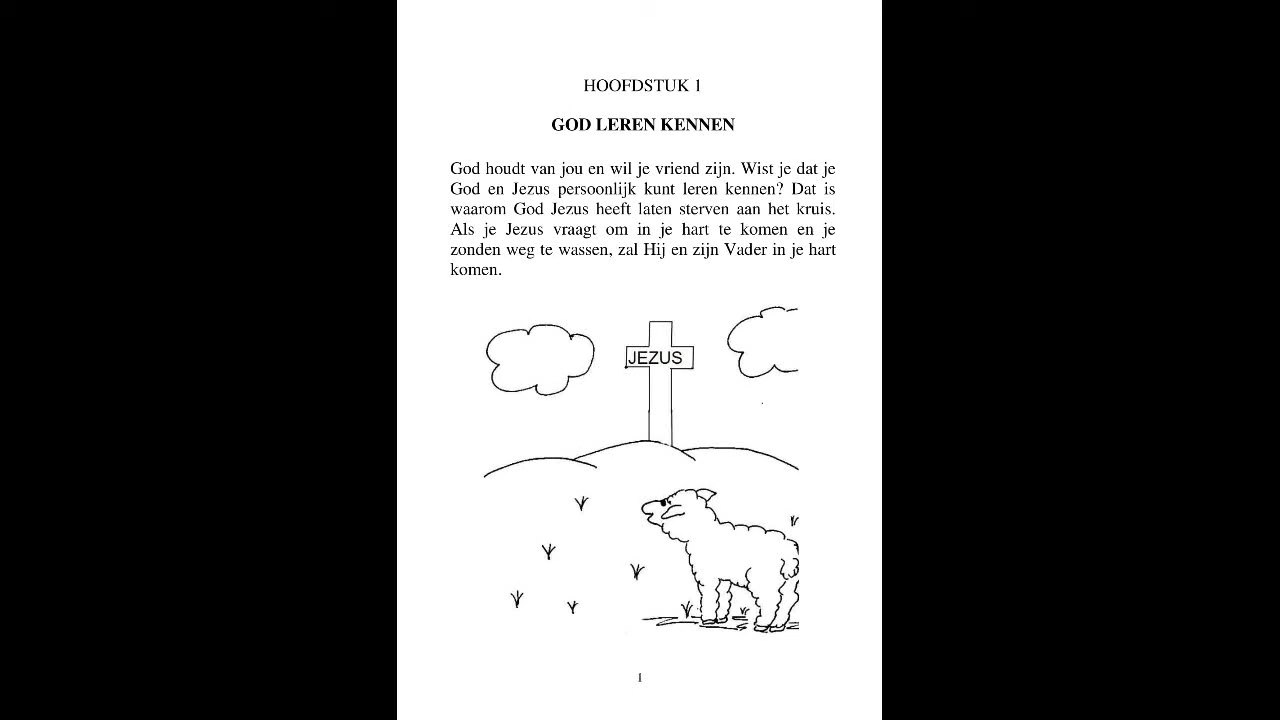 HOOFDSTUK 1
GOD LEREN KENNEN
God houdt van jou en wil je vriend zijn. Wist je dat je
God en Jezus persoonlijk kunt leren kennen? Dat is
waarom God Jezus heeft laten sterven aan het kruis.
Als je Jezus vraagt om in je hart te komen en je
zonden weg te wassen, zal Hij en zijn Vader in je hart
komen.
JEZUS
1